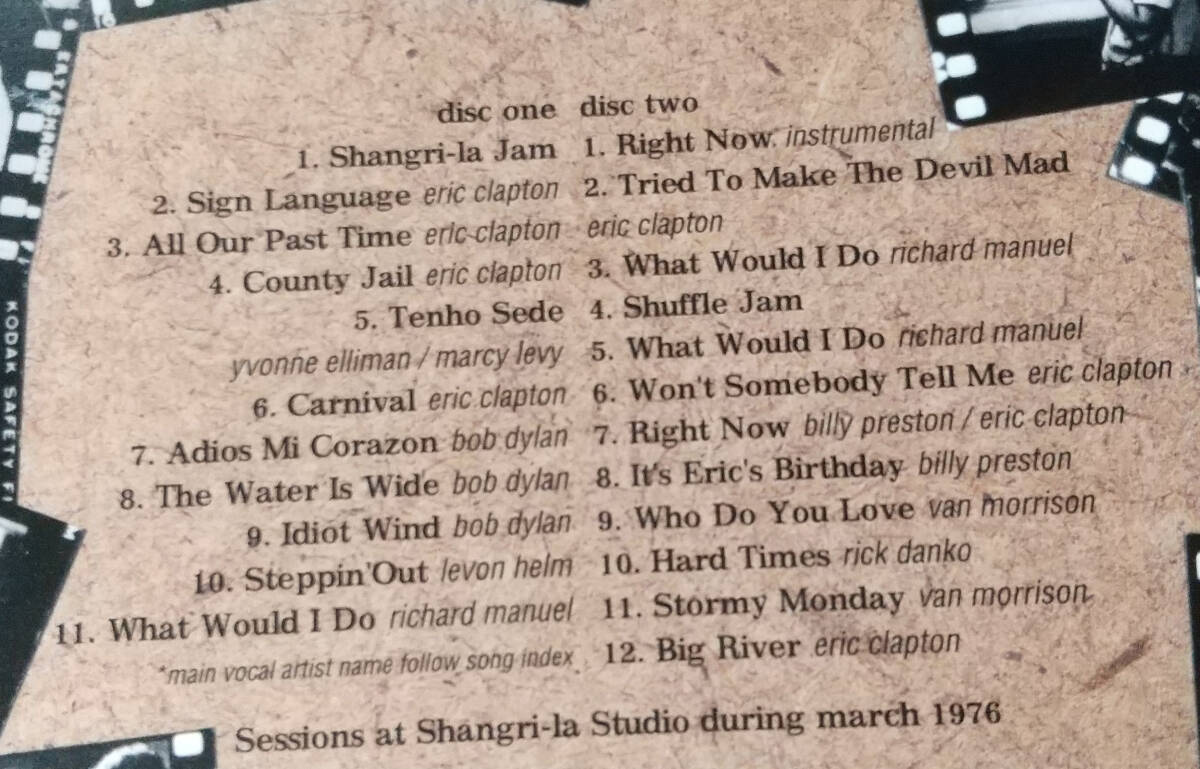 disc one
1. Shangri-la Jam
2. Sign Language eric clapton
3. All Our Past Time eric clapton
4. County Jail eric clapton
5. Tenho Sede
yvonne elliman / marcy levy
6. Carnival eric clapton
7. Adios Mi Corazon bob dylan
8. The Water Is Wide bob dylan
9. Idiot Wind bob dylan
10. Steppin'Out levon helm
11. What Would I Do richard manuel
*main vocal artist name follow song index
disc two
1. Right Now instrumental
2. Tried To Make The Devil Mad
eric clapton
3. What Would I Do richard manuel
4. Shuffle Jam
5. What Would I Do richard manuel
6. Won't Somebody Tell Me eric clapton
7. Right Now billy preston / eric clapton
8. It's Eric's Birthday billy preston
9. Who Do You Love van morrison
10. Hard Times rick danko
11. Stormy Monday van morrison
12. Big River eric clapton
Sessions at Shangri-la Studio during march 1976
KODAK SAFETY FI